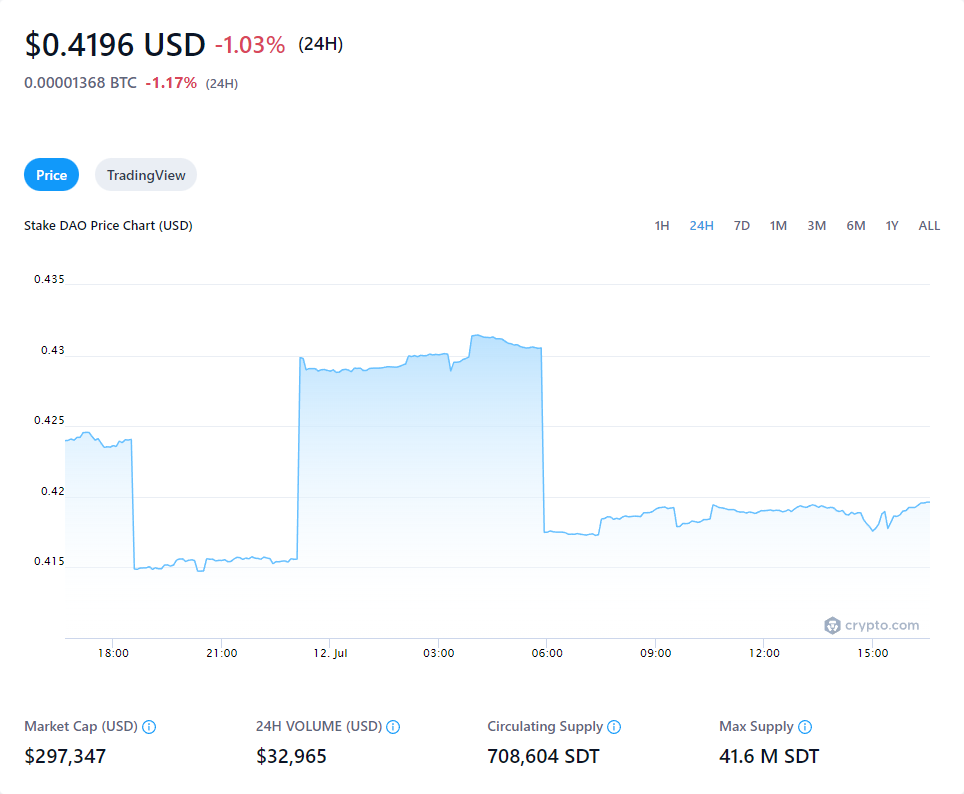 $0.4196 USD -1.03% (24H)
0.00001368 BTC -1.17% (24H)
Price TradingView
Stake DAO Price Chart (USD) 1H 24H 7D 1M 3M 6M 1Y ALL
0.435
0.43
0.425
0.42
0.415
crypto.com
18:00 21:00 12. Jul 03:00 06:00 09:00 12:00 15:00
Market Cap (USD) 24H VOLUME (USD) Circulating Supply Max Supply
$297,347 $32,965 708,604 SDT 41.6 M SDT